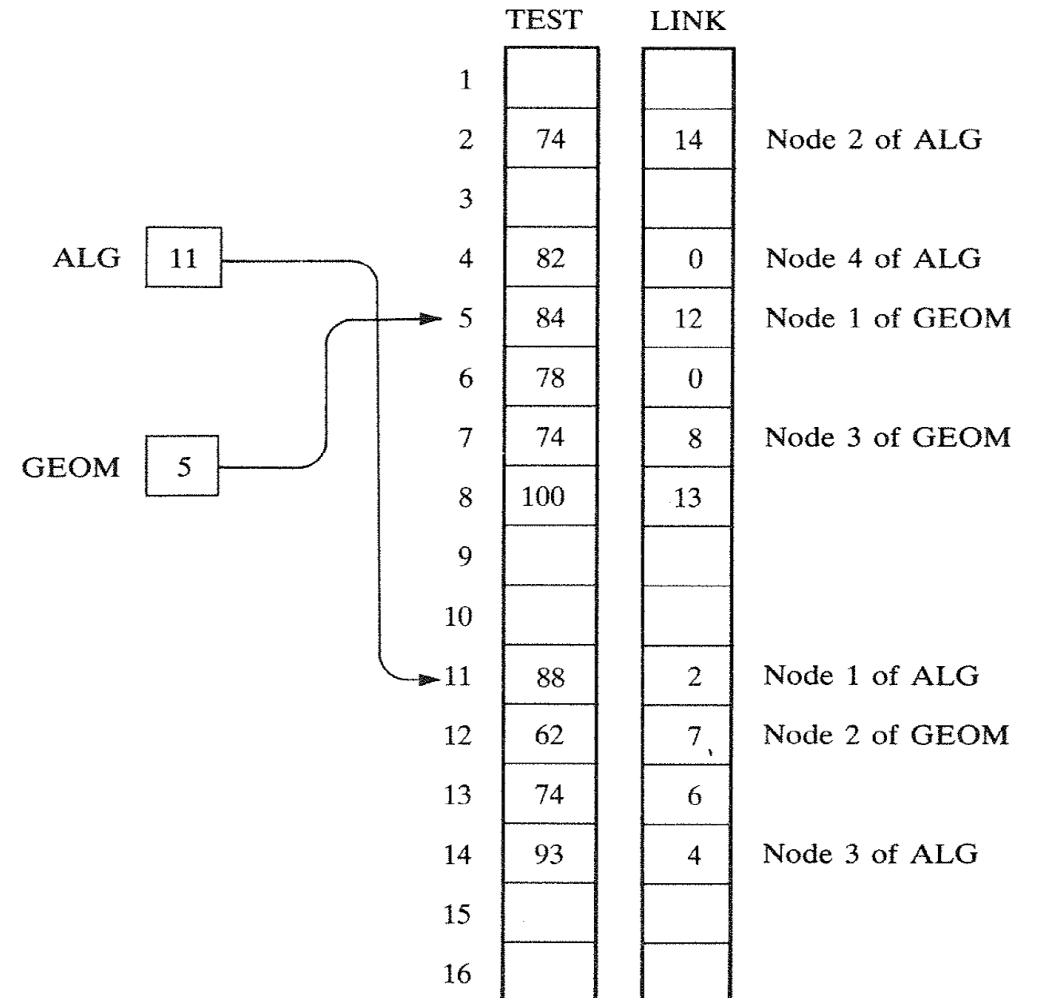 TEST LINK
1
2 74 14 Node 2 of ALG
3
ALG 11 4 82 0 Node 4 of ALG
5 84 12 Node 1 of GEOM
6 78 0
7 74 8 Node 3 of GEOM
GEOM 5
8 100 13
9
10
11 88 2 Node 1 of ALG
12 62 7 Node 2 of GEOM
13 74 6
14 93 4 Node 3 of ALG
15
16